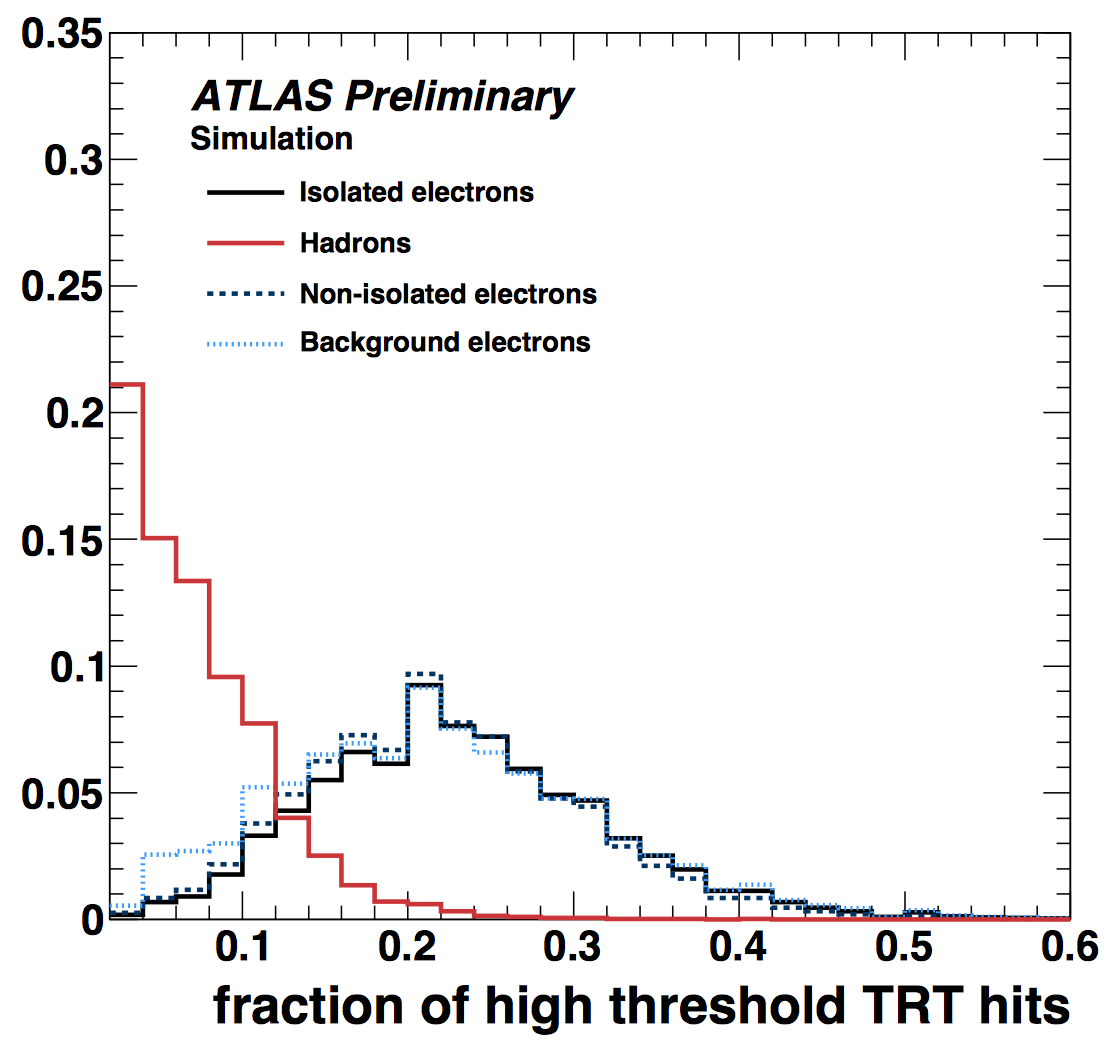 0.35
ATLAS Preliminary
Simulation
0.3
Isolated electrons
Hadrons
0.25
Non-isolated electrons
Background electrons
0.2
0.15
0.1
0.05
0
0.1 0.2 0.3 0.4 0.5 0.6
fraction of high threshold TRT hits